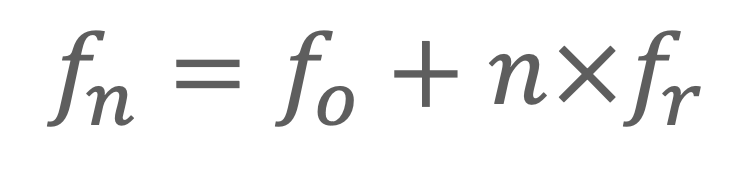 fₙ = fₒ + n×fᵣ